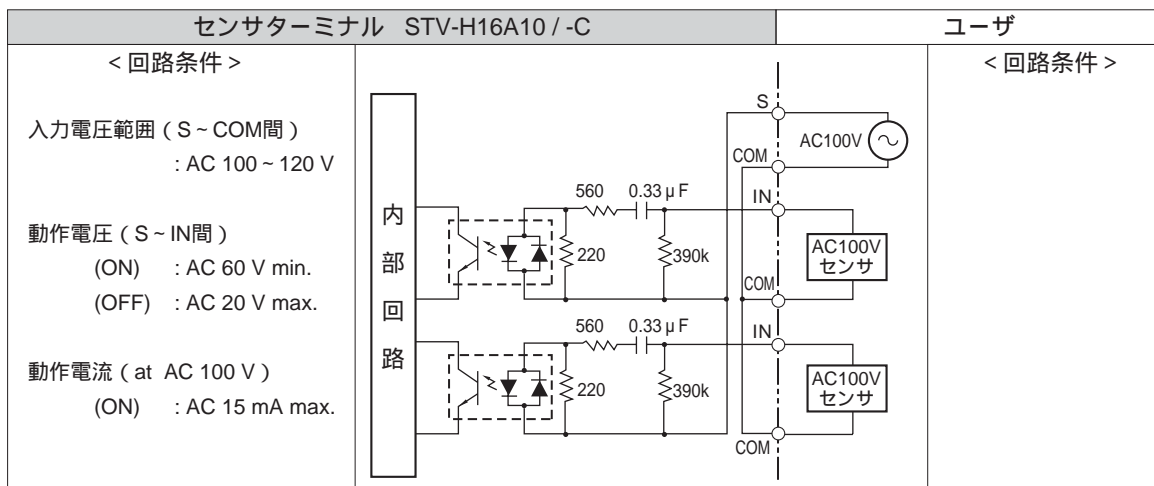 センサターミナル STV-H16A10 / -C
ユーザ
＜回路条件＞
入力電圧範囲（S～COM間）
: AC 100～120 V
動作電圧（S～IN間）
(ON) : AC 60 V min.
(OFF) : AC 20 V max.
動作電流（at AC 100 V）
(ON) : AC 15 mA max.
内部回路
S
AC100V
COM
560 0.33μF
IN
220
390k
AC100V
センサ
COM
560 0.33μF
IN
220
390k
AC100V
センサ
COM
＜回路条件＞